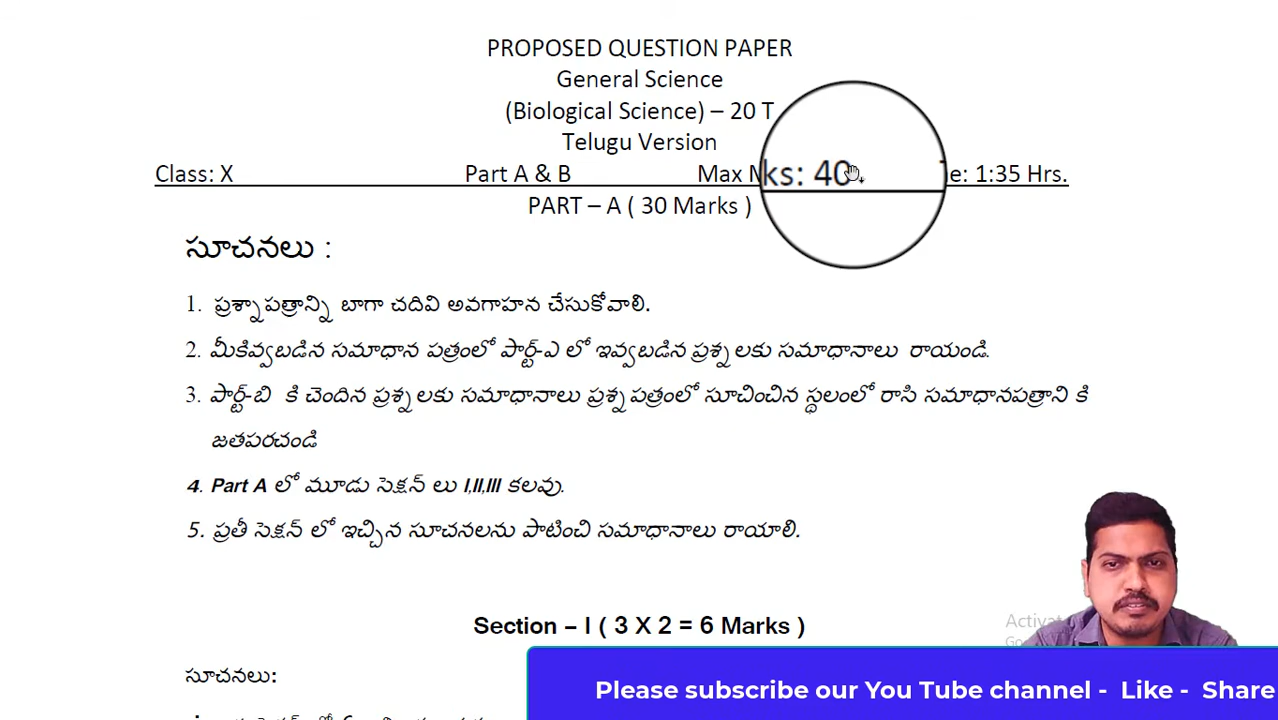 PROPOSED QUESTION PAPER
General Science
(Biological Science) – 20 T
Telugu Version
Class: X Part A & B Max ks: 40 e: 1:35 Hrs.
PART – A ( 30 Marks )
సూచనలు :
1. ప్రశ్నాపత్రాన్ని బాగా చదివి అవగాహన చేసుకోవాలి.
2. మీకివ్వబడిన సమాధాన పత్రంలో పార్ట్-ఎ లో ఇవ్వబడిన ప్రశ్నలకు సమాధానాలు రాయండి.
3. పార్ట్-బి కి చెందిన ప్రశ్నలకు సమాధానాలు ప్రశ్నపత్రంలో సూచించిన స్థలంలో రాసి సమాధానపత్రాని కి
జతపరచండి
4. Part A లో మూడు సెక్షన్ లు I,II,III కలవు.
5. ప్రతీ సెక్షన్ లో ఇచ్చిన సూచనలను పాటించి సమాధానాలు రాయాలి.
Section – I ( 3 X 2 = 6 Marks )
సూచనలు:
Please subscribe our You Tube channel - Like - Share